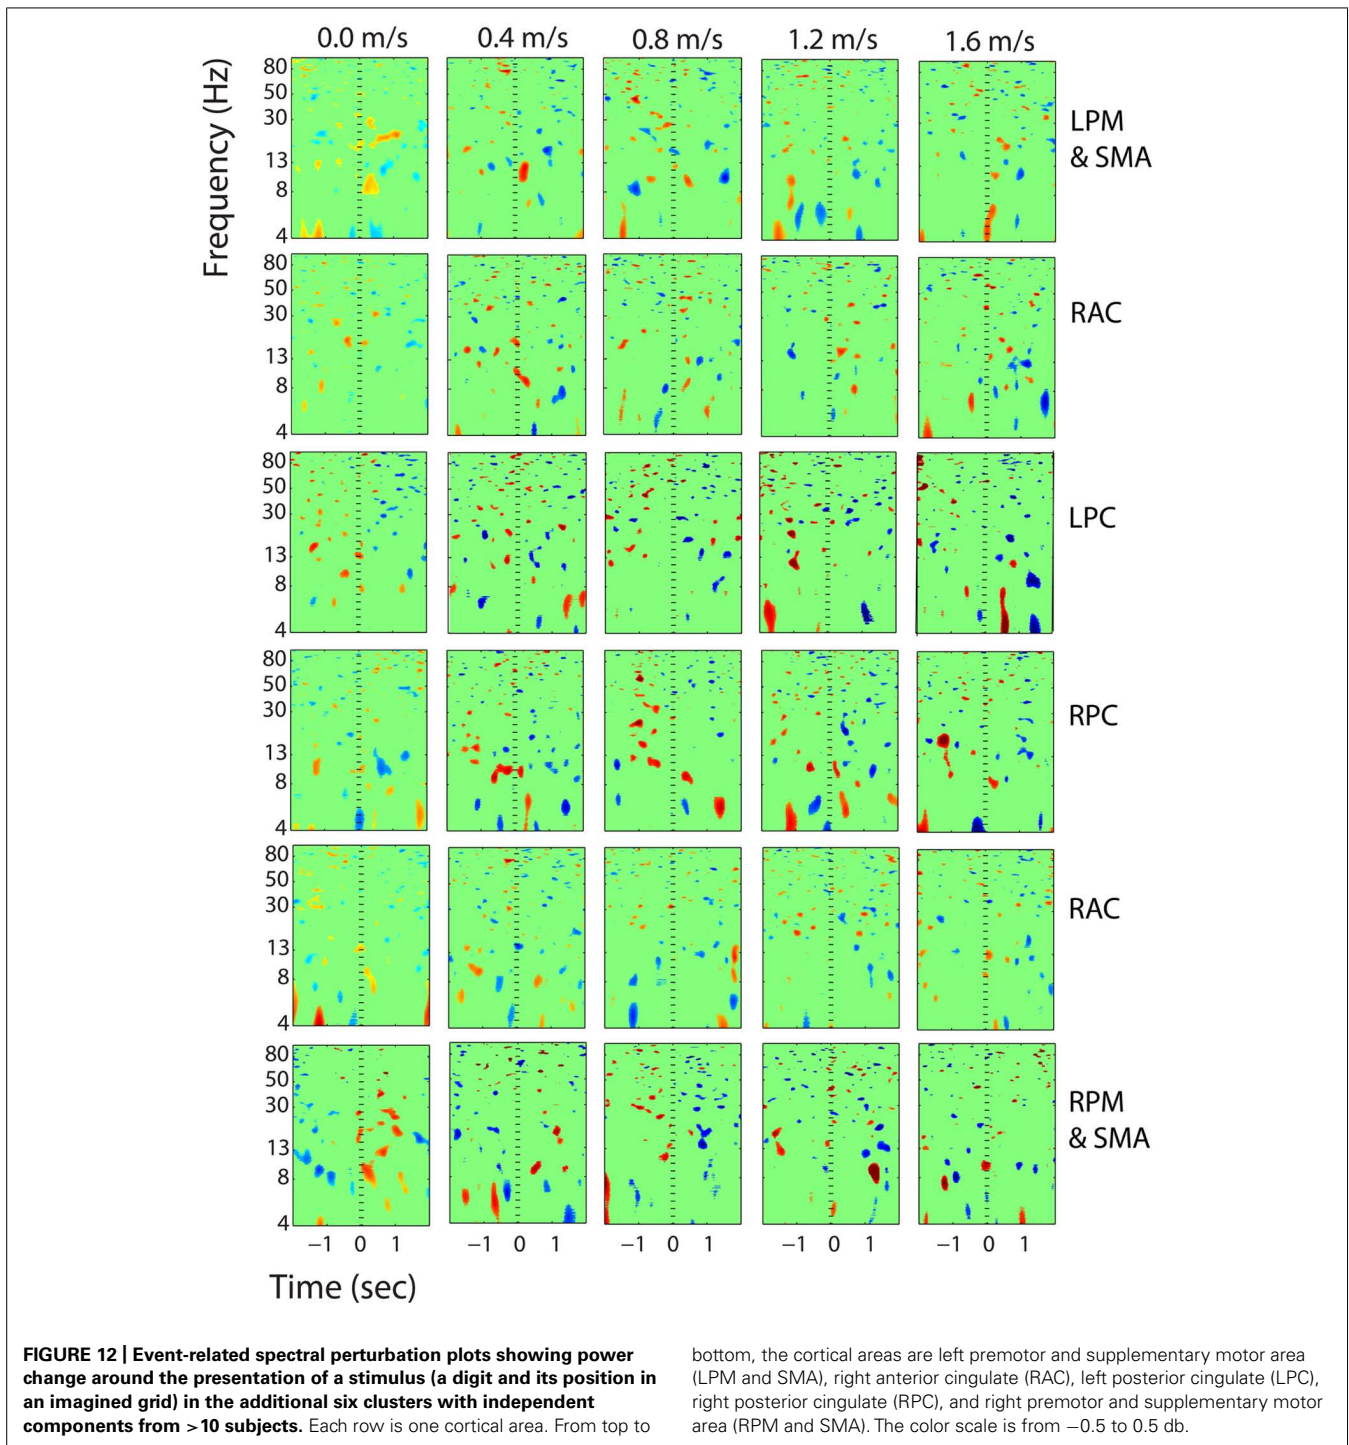 0.0 m/s 0.4 m/s 0.8 m/s 1.2 m/s 1.6 m/s
Frequency (Hz)
80
50
30
13
8
4
LPM
& SMA
80
50
30
13
8
4
RAC
80
50
30
13
8
4
LPC
80
50
30
13
8
4
RPC
80
50
30
13
8
4
RAC
80
50
30
13
8
4
RPM
& SMA
−1 0 1 −1 0 1 −1 0 1 −1 0 1 −1 0 1
Time (sec)
FIGURE 12 | Event-related spectral perturbation plots showing power
change around the presentation of a stimulus (a digit and its position in
an imagined grid) in the additional six clusters with independent
components from >10 subjects. Each row is one cortical area. From top to
bottom, the cortical areas are left premotor and supplementary motor area
(LPM and SMA), right anterior cingulate (RAC), left posterior cingulate (LPC),
right posterior cingulate (RPC), and right premotor and supplementary motor
area (RPM and SMA). The color scale is from −0.5 to 0.5 db.